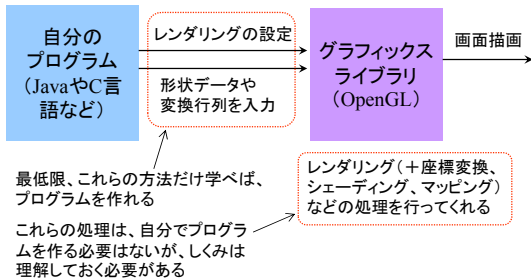 自分の
プログラム
(JavaやC言
語など)
レンダリングの設定
形状データや
変換行列を入力
グラフィックス
ライブラリ
(OpenGL)
画面描画
最低限、これらの方法だけ学べば、
プログラムを作れる
レンダリング(+座標変換、
シェーディング、マッピング)
などの処理を行ってくれる
これらの処理は、自分でプログラ
ムを作る必要はないが、しくみは
理解しておく必要がある